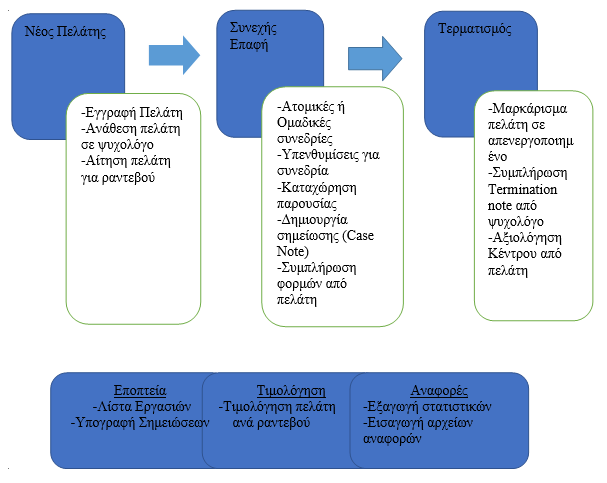 Νέος Πελάτης
-Εγγραφή Πελάτη
-Ανάθεση πελάτη
σε ψυχολόγο
-Αίτηση πελάτη
για ραντεβού
Συνεχής
Επαφή
-Ατομικές ή
Ομαδικές
συνεδρίες
-Υπενθυμίσεις για
συνεδρία
-Καταχώρηση
παρουσίας
-Δημιουργία
σημείωσης (Case
Note)
-Συμπλήρωση
φορμών από
πελάτη
Τερματισμός
-Μαρκάρισμα
πελάτη σε
απενεργοποιημ
ένο
-Συμπλήρωση
Termination
note από
ψυχολόγο
-Αξιολόγηση
Κέντρου από
πελάτη
Εποπτεία
-Λίστα Εργασιών
-Υπογραφή Σημειώσεων
Τιμολόγηση
-Τιμολόγηση πελάτη
ανά ραντεβού
Αναφορές
-Εξαγωγή στατιστικών
-Εισαγωγή αρχείων
αναφορών